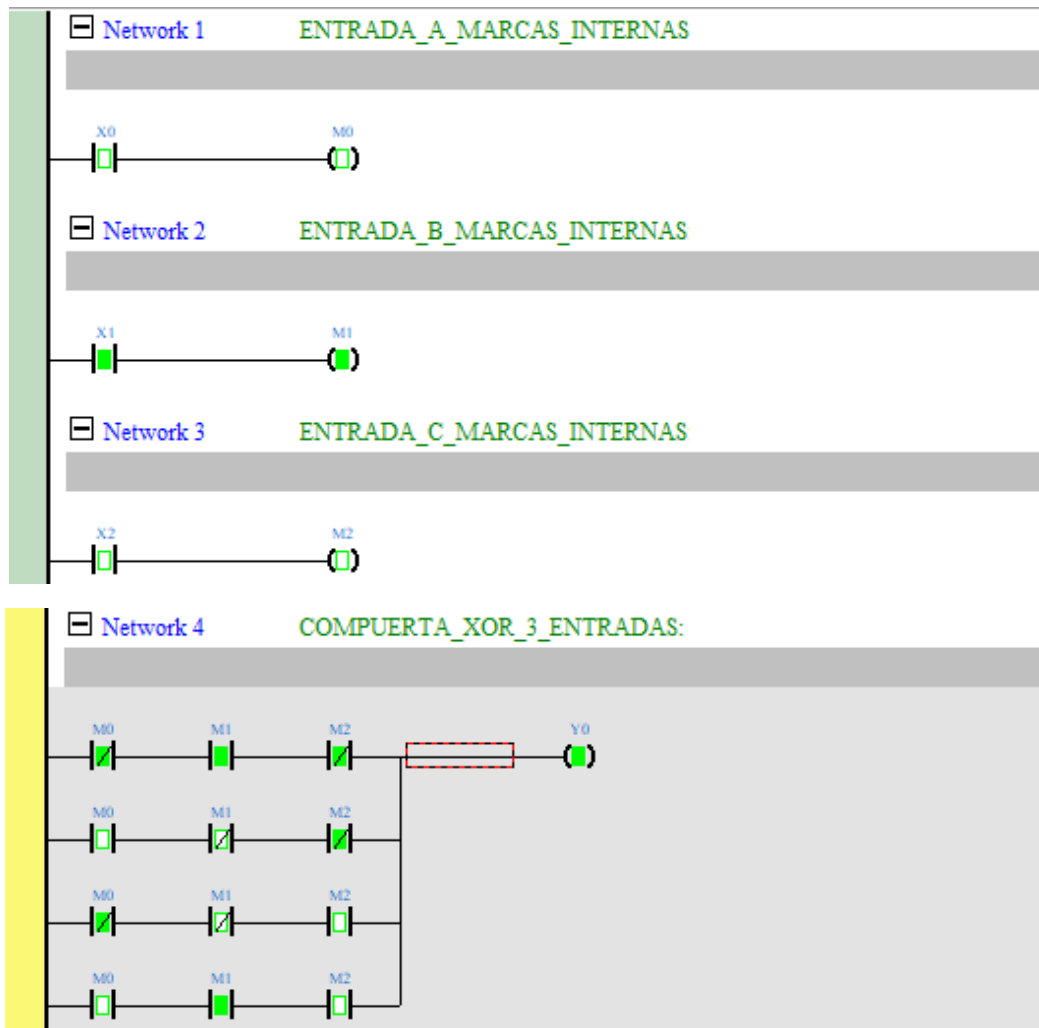 Network 1 ENTRADA_A_MARCAS_INTERNAS
X0 M0
Network 2 ENTRADA_B_MARCAS_INTERNAS
X1 M1
Network 3 ENTRADA_C_MARCAS_INTERNAS
X2 M2
Network 4 COMPUERTA_XOR_3_ENTRADAS:
M0 M1 M2 Y0
M0 M1 M2
M0 M1 M2
M0 M1 M2